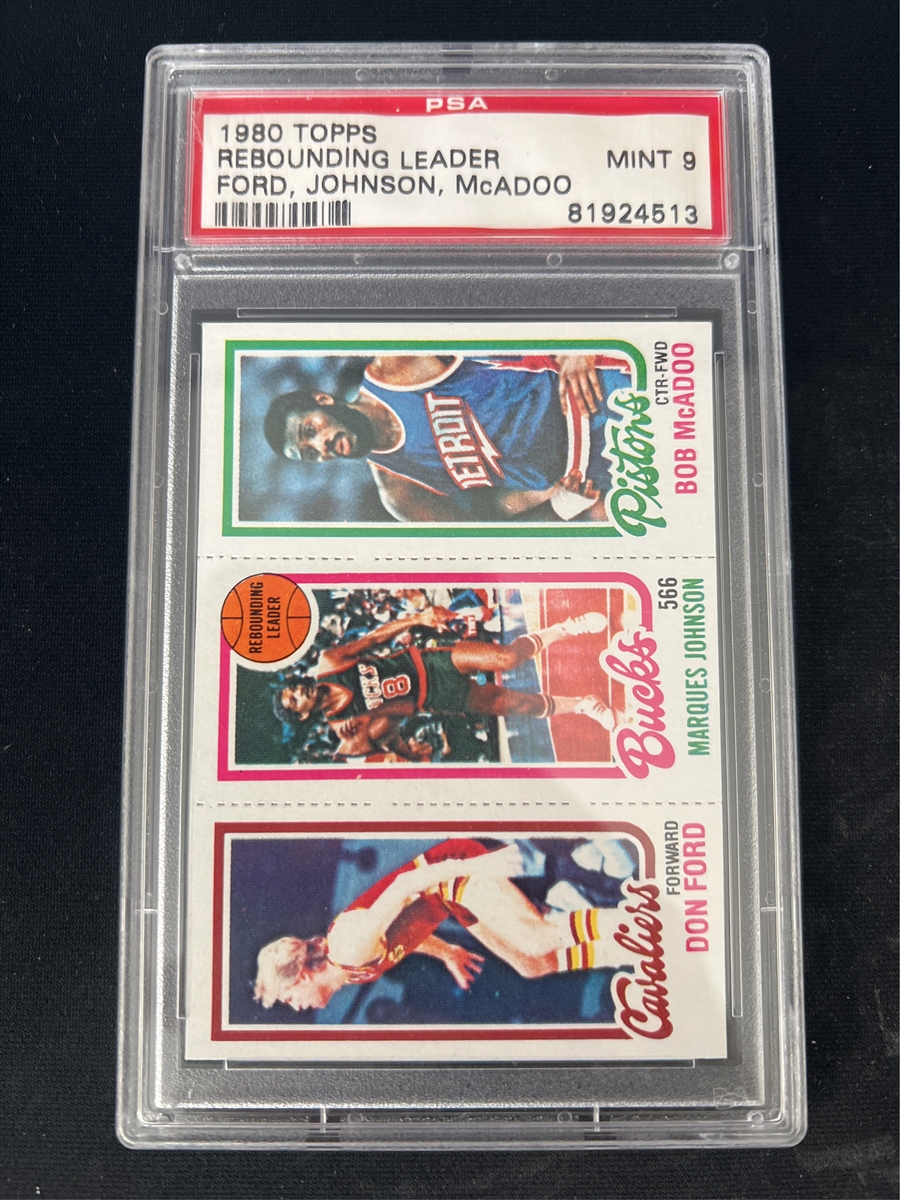 PSA
1980 TOPPS
REBOUNDING LEADER
FORD, JOHNSON, McADOO
MINT 9
81924513
DETROIT
Pistons
CTR-FWD
BOB McADOO
REBOUNDING
LEADER
BUCKS
8
Bucks
566
MARQUES JOHNSON
Cavaliers
FORWARD
DON FORD